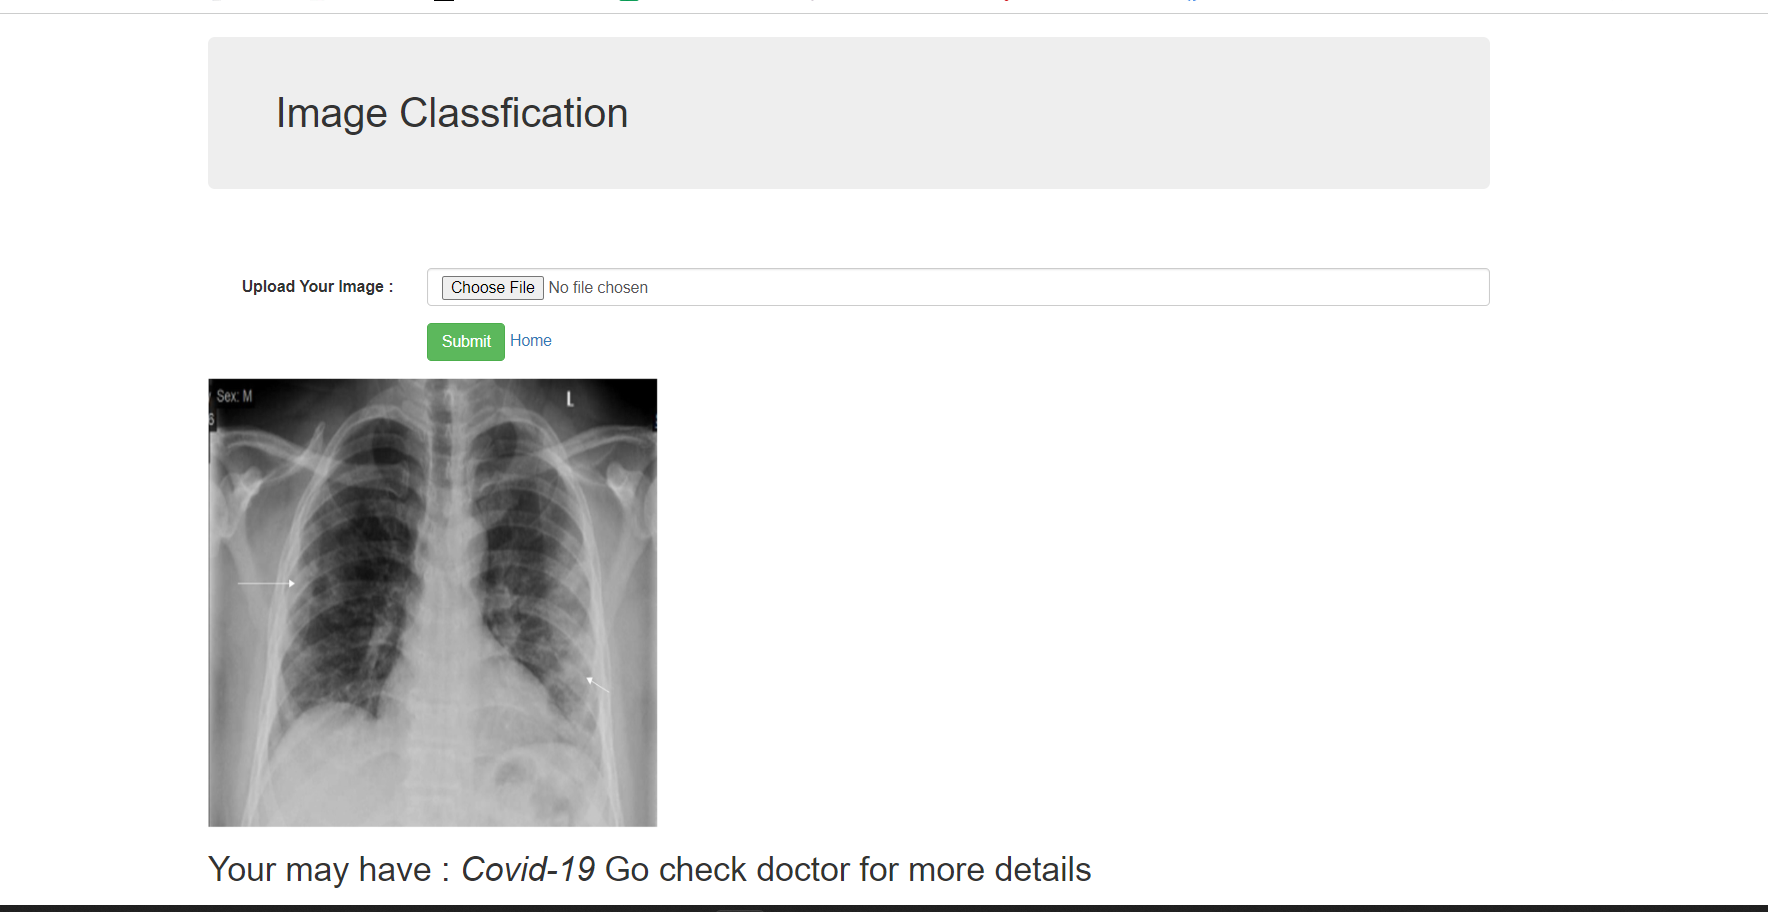 Image Classfication
Upload Your Image :
Choose File No file chosen
Submit Home
Sex: M
L
Your may have : Covid-19 Go check doctor for more details